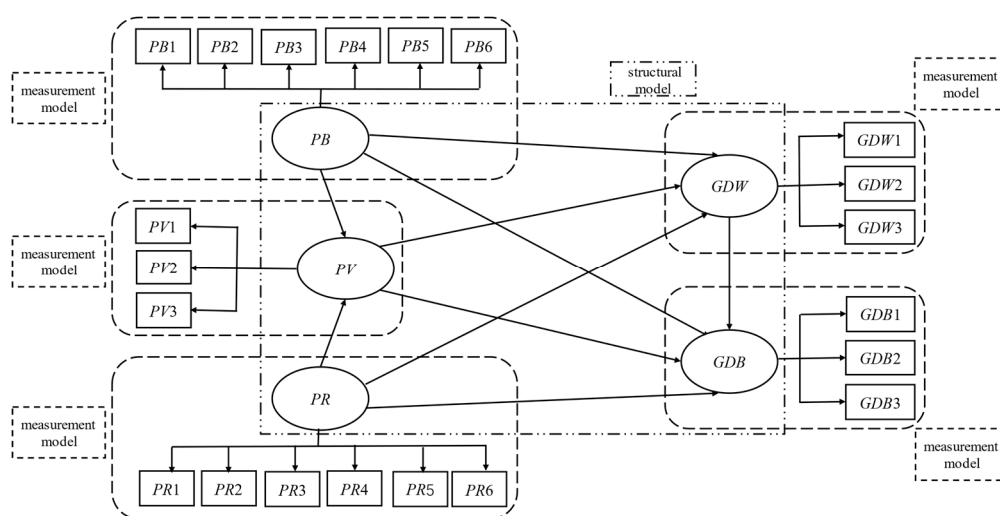 PB1 PB2 PB3 PB4 PB5 PB6
structural
model
measurement
model
measurement
model
PB
GDW1
GDW
GDW2
GDW3
PV1
measurement
model
PV2
PV
PV3
GDB1
GDB
GDB2
GDB3
PR
measurement
model
measurement
model
PR1 PR2 PR3 PR4 PR5 PR6